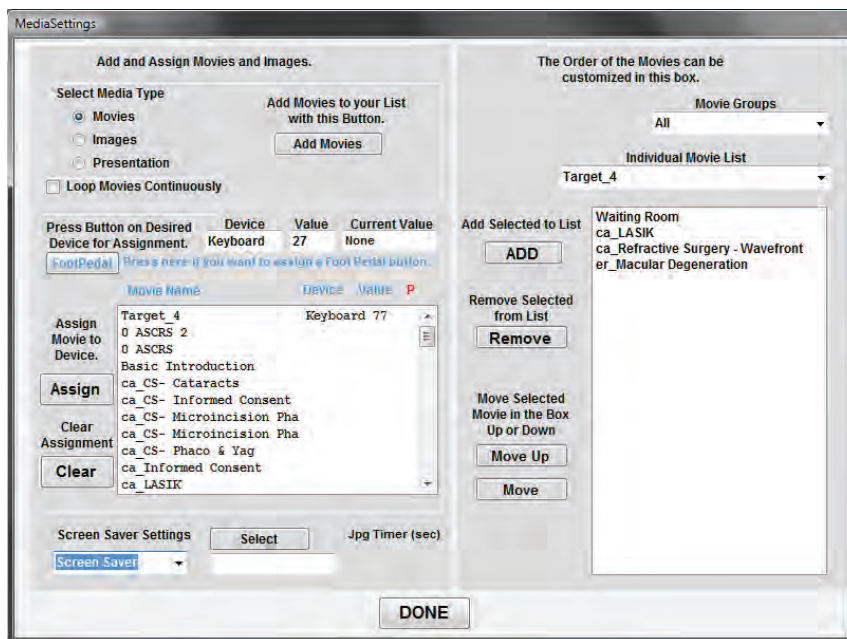 MediaSettings
Add and Assign Movies and Images.
Select Media Type
Movies
Images
Presentation
Loop Movies Continuously
Add Movies to your List
with this Button.
Add Movies
Press Button on Desired
Device for Assignment.
Device Value Current Value
Keyboard 27 None
FootPedal Press here if you want to assign a Foot Pedal button.
Movie Name Device Value P
Assign
Movie to
Device.
Assign
Clear
Assignment
Clear
Target_4 Keyboard 77
0 ASCRS 2
0 ASCRS
Basic Introduction
ca_CS- Cataracts
ca_CS- Informed Consent
ca_CS- Microincision Pha
ca_CS- Microincision Pha
ca_CS- Phaco & Yag
ca_Informed Consent
ca_LASIK
Screen Saver Settings
Select
Jpg Timer (sec)
Screen Saver
The Order of the Movies can be
customized in this box.
Movie Groups
All
Individual Movie List
Target_4
Add Selected to List
ADD
Remove Selected
from List
Remove
Move Selected
Movie in the Box
Up or Down
Move Up
Move
Waiting Room
ca_LASIK
ca_Refractive Surgery - Wavefront
er_Macular Degeneration
DONE